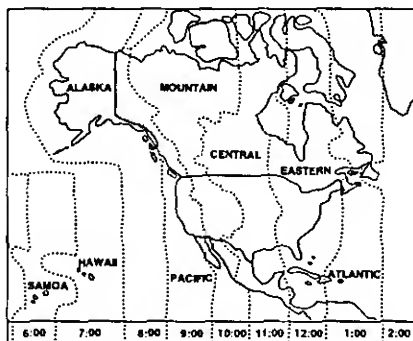 ALASKA MOUNTAIN
CENTRAL
EASTERN
HAWAII
SAMOA
PACIFIC
ATLANTIC
6:00 7:00 8:00 9:00 10:00 11:00 12:00 1:00 2:00